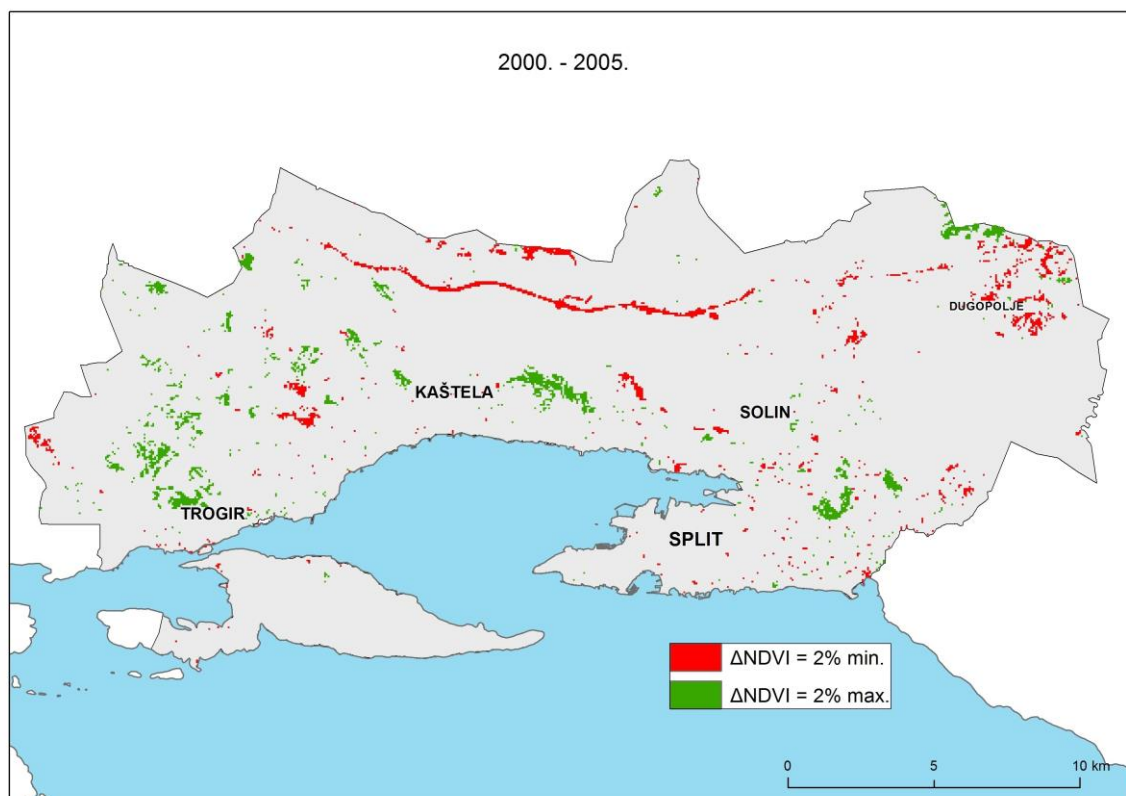 2000. - 2005.
DUGOPOLJE
KAŠTELA
SOLIN
TROGIR
SPLIT
ΔNDVI = 2% min.
ΔNDVI = 2% max.
0 5 10 km